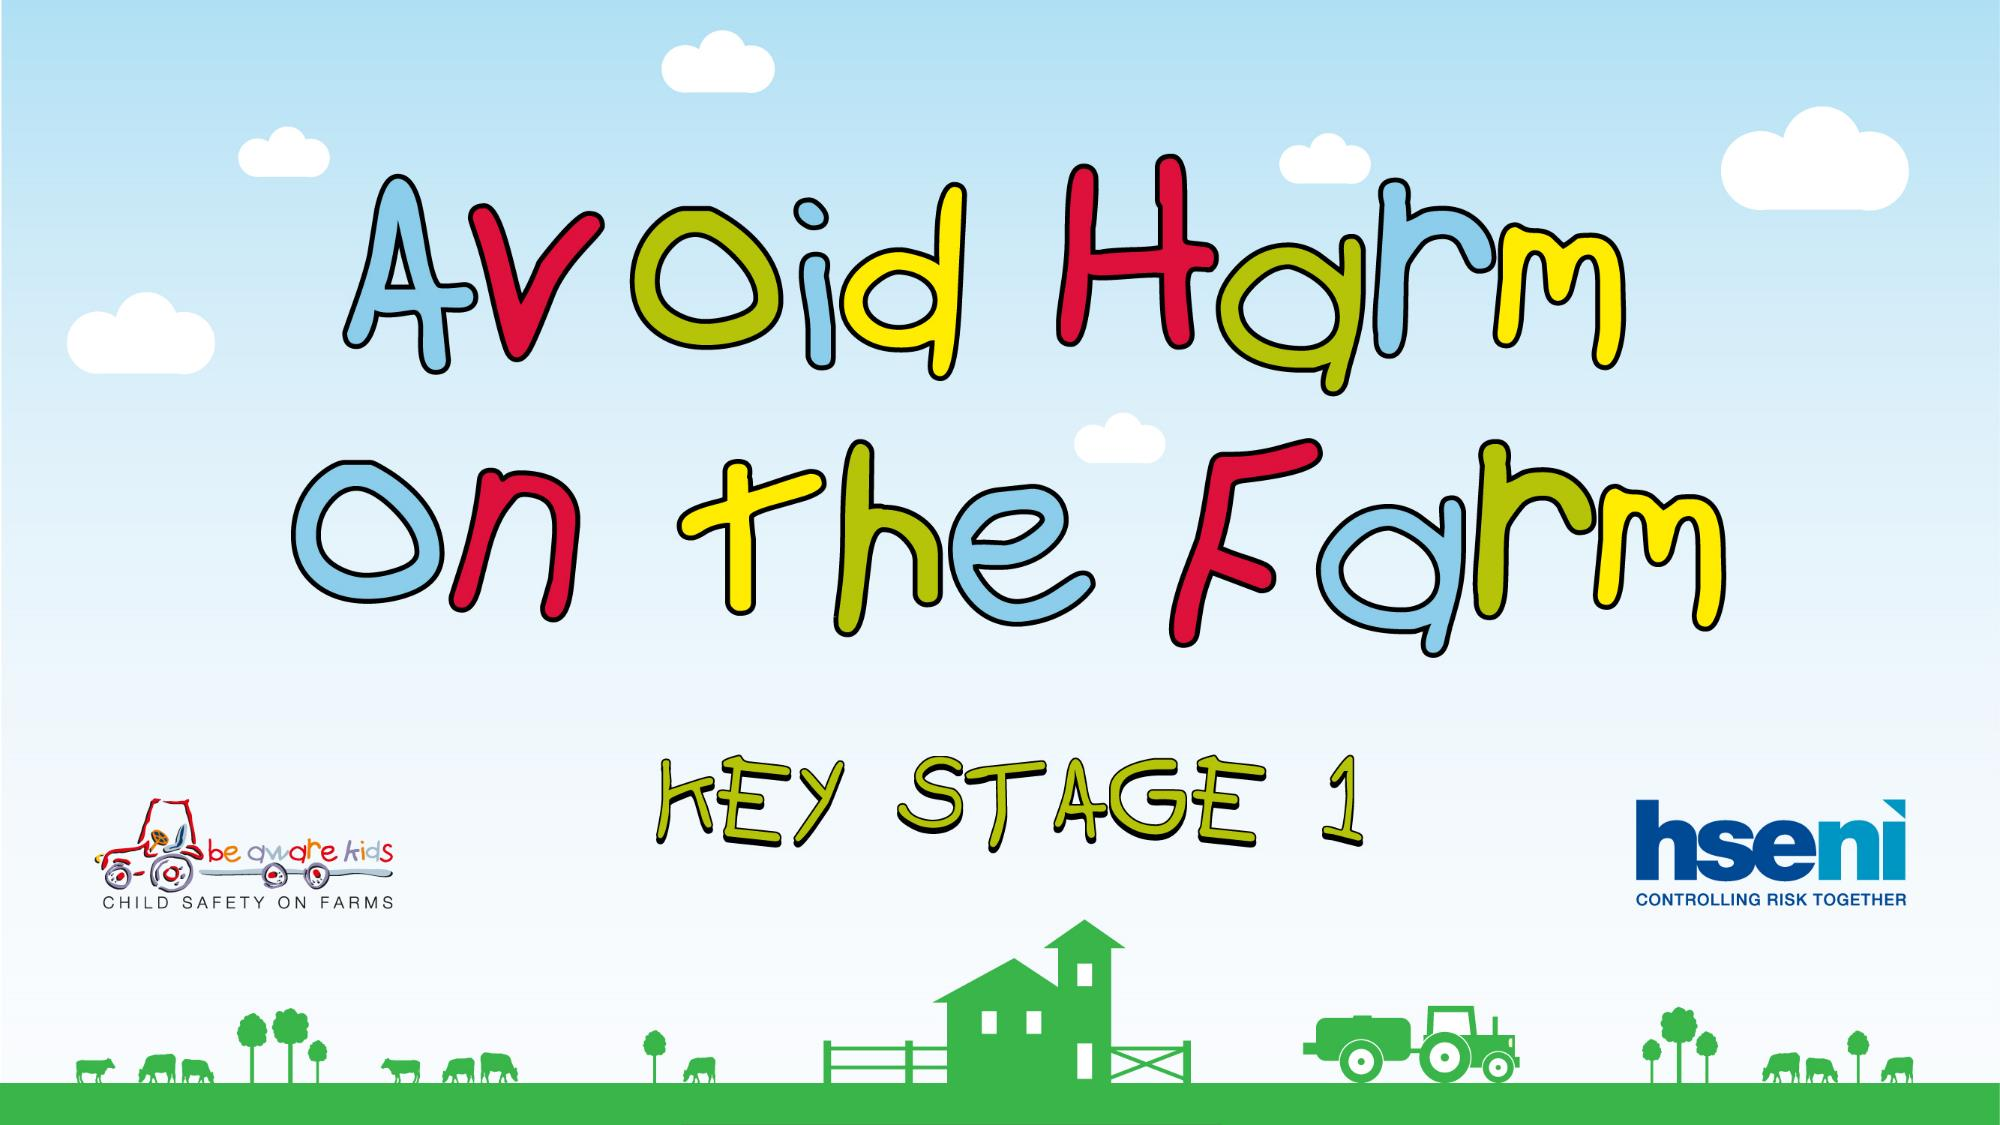 Avoid Harm
on the Farm
KEY STAGE 1
be aware kids
CHILD SAFETY ON FARMS
hseni
CONTROLLING RISK TOGETHER